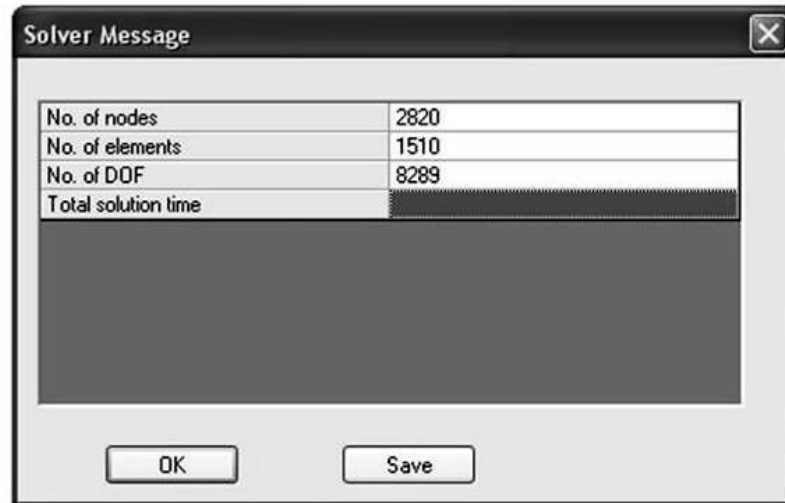 Solver Message
No. of nodes 2820
No. of elements 1510
No. of DOF 8289
Total solution time
OK Save